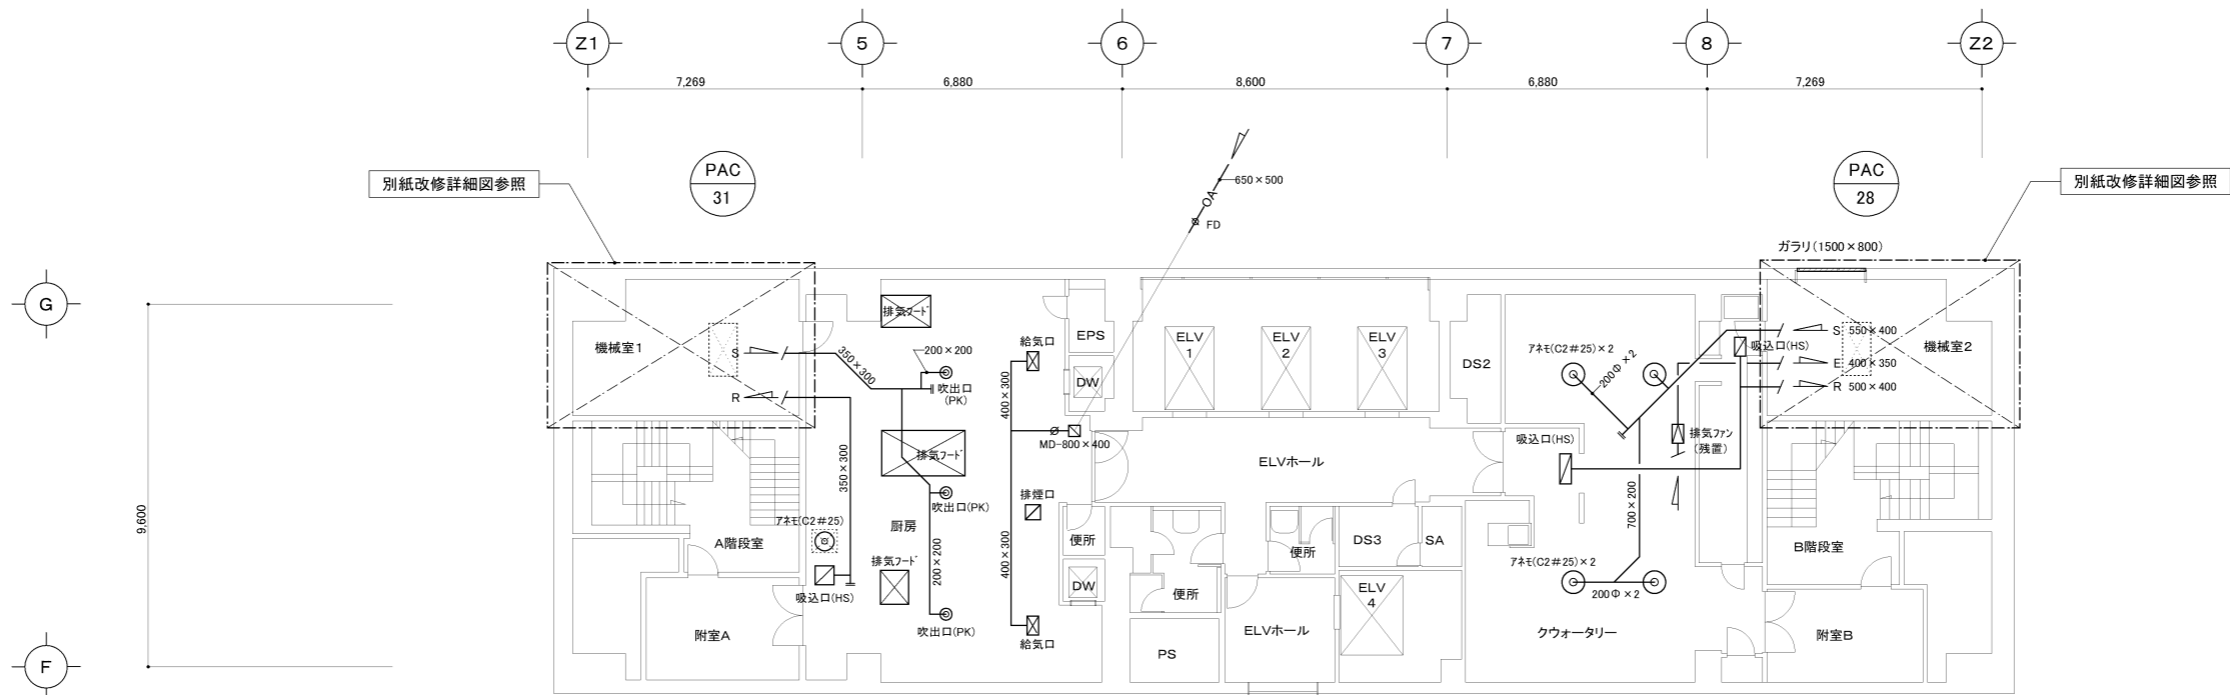 Z1
5
6
7
8
Z2
7,269
6,880
8,600
6,880
7,269
PAC
31
PAC
28
別紙改修詳細図参照
別紙改修詳細図参照
650×500
OA
FD
ガラリ(1500×800)
G
F
9,600
機械室1
S
R
350×300
350×300
排気フード
200×200
吹出口
(PK)
排気フード
吹出口(PK)
厨房
200×200
排気フード
吹出口(PK)
アネモ(C2#25)
吸込口(HS)
A階段室
附室A
給気口
400×300
MD-800×400
排煙口
400×300
給気口
EPS
DW
便所
DW
ELV
1
ELV
2
ELV
3
ELVホール
便所
便所
PS
ELVホール
DS3
SA
ELV
4
DS2
アネモ(C2#25)×2
200Φ×2
吸込口(HS)
排気ファン
(残置)
700×200
アネモ(C2#25)×2
200Φ×2
クウォータリー
吸込口(HS)
S 550×400
E 400×350
R 500×400
機械室2
B階段室
附室B